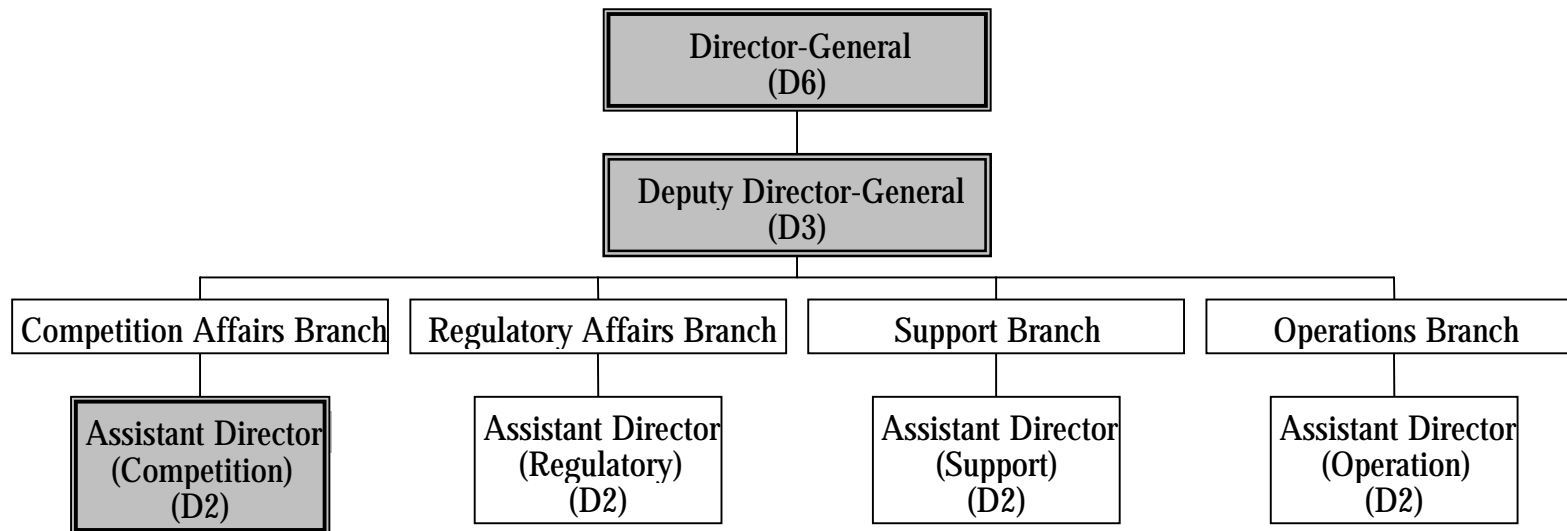 Director-General
(D6)
Deputy Director-General
(D3)
Competition Affairs Branch
Regulatory Affairs Branch
Support Branch
Operations Branch
Assistant Director
(Competition)
(D2)
Assistant Director
(Regulatory)
(D2)
Assistant Director
(Support)
(D2)
Assistant Director
(Operation)
(D2)